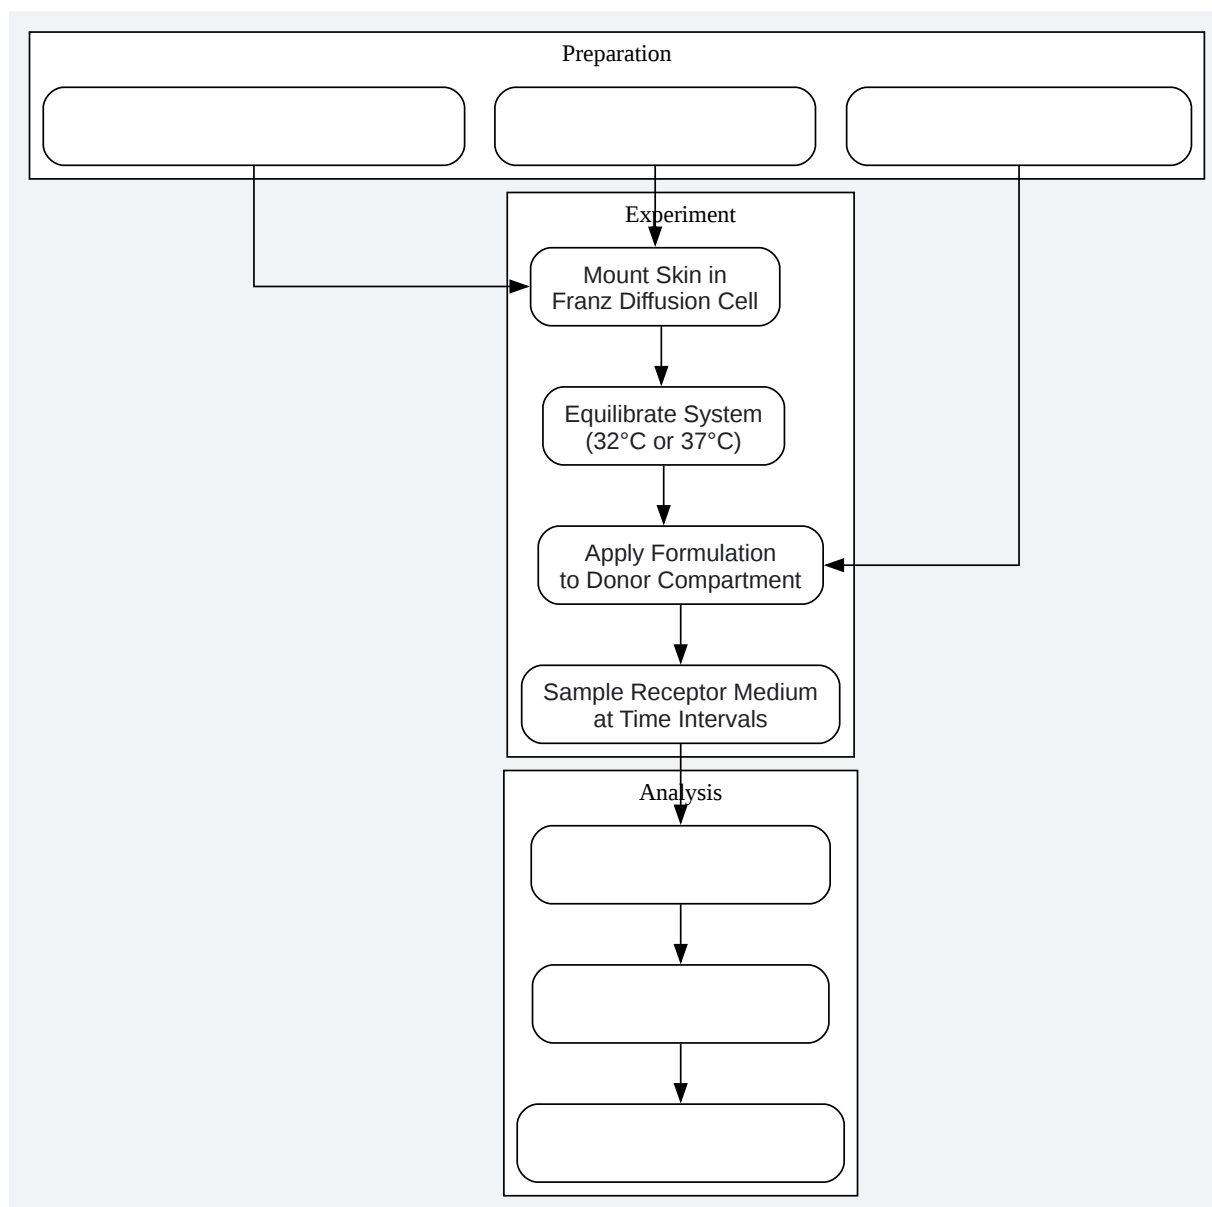 Preparation
Experiment
Mount Skin in
Franz Diffusion Cell
Equilibrate System
(32°C or 37°C)
Apply Formulation
to Donor Compartment
Sample Receptor Medium
at Time Intervals
Analysis